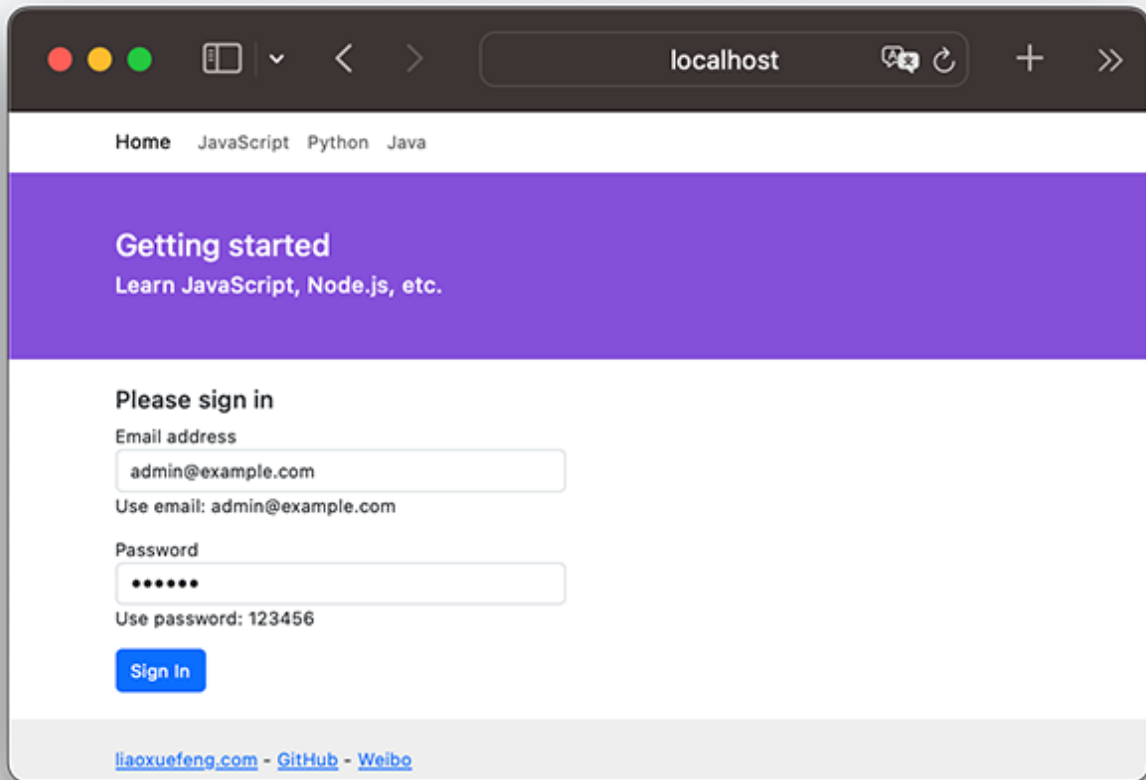 localhost
Home JavaScript Python Java
Getting started
Learn JavaScript, Node.js, etc.
Please sign in
Email address
admin@example.com
Use email: admin@example.com
Password
••••••
Use password: 123456
Sign In
liaoxuefeng.com - GitHub - Weibo